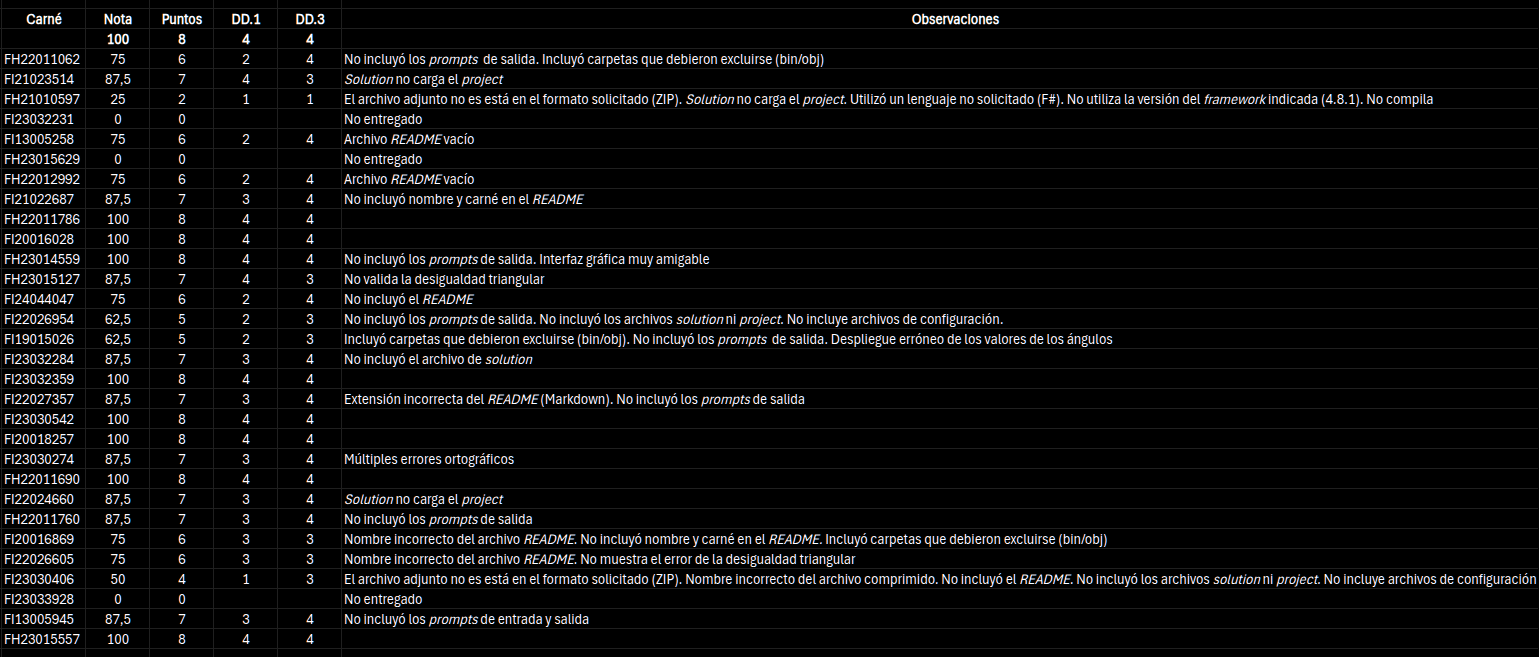 Carné Nota Puntos DD.1 DD.3 Observaciones
100 8 4 4
FH22011062 75 6 2 4 No incluyó los prompts de salida. Incluyó carpetas que debieron excluirse (bin/obj)
FI21023514 87,5 7 4 3 Solution no carga el project
FH21010597 25 2 1 1 El archivo adjunto no es está en el formato solicitado (ZIP). Solution no carga el project. Utilizó un lenguaje no solicitado (F#). No utiliza la versión del framework indicada (4.8.1). No compila
FI23032231 0 0 No entregado
FI13005258 75 6 2 4 Archivo README vacío
FH23015629 0 0 No entregado
FH22012992 75 6 2 4 Archivo README vacío
FI21022687 87,5 7 3 4 No incluyó nombre y carné en el README
FH22011786 100 8 4 4
FI20016028 100 8 4 4
FH23014559 100 8 4 4 No incluyó los prompts de salida. Interfaz gráfica muy amigable
FH23015127 87,5 7 4 3 No valida la desigualdad triangular
FI24044047 75 6 2 4 No incluyó el README
FI22026954 62,5 5 2 3 No incluyó los prompts de salida. No incluyó los archivos solution ni project. No incluye archivos de configuración.
FI19015026 62,5 5 2 3 Incluyó carpetas que debieron excluirse (bin/obj). No incluyó los prompts de salida. Despliegue erróneo de los valores de los ángulos
FI23032284 87,5 7 3 4 No incluyó el archivo de solution
FI23032359 100 8 4 4
FI22027357 87,5 7 3 4 Extensión incorrecta del README (Markdown). No incluyó los prompts de salida
FI23030542 100 8 4 4
FI20018257 100 8 4 4
FI23030274 87,5 7 3 4 Múltiples errores ortográficos
FH22011690 100 8 4 4
FI22024660 87,5 7 3 4 Solution no carga el project
FH22011760 87,5 7 3 4 No incluyó los prompts de salida
FI20016869 75 6 3 3 Nombre incorrecto del archivo README. No incluyó nombre y carné en el README. Incluyó carpetas que debieron excluirse (bin/obj)
FI22026605 75 6 3 3 Nombre incorrecto del archivo README. No muestra el error de la desigualdad triangular
FI23030406 50 4 1 3 El archivo adjunto no es está en el formato solicitado (ZIP). Nombre incorrecto del archivo comprimido. No incluyó el README. No incluyó los archivos solution ni project. No incluye archivos de configuración
FI23033928 0 0 No entregado
FI13005945 87,5 7 3 4 No incluyó los prompts de entrada y salida
FH23015557 100 8 4 4